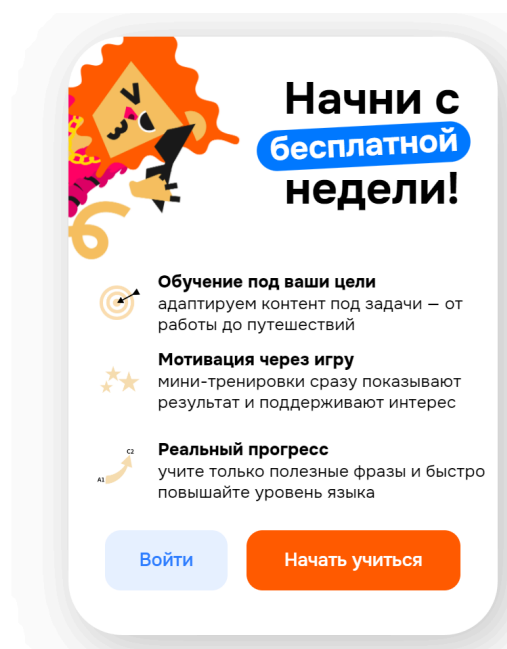 Начни с
бесплатной
недели!
Обучение под ваши цели
адаптируем контент под задачи — от
работы до путешествий
Мотивация через игру
мини-тренировки сразу показывают
результат и поддерживают интерес
C2
A1
Реальный прогресс
учите только полезные фразы и быстро
повышайте уровень языка
Войти
Начать учиться